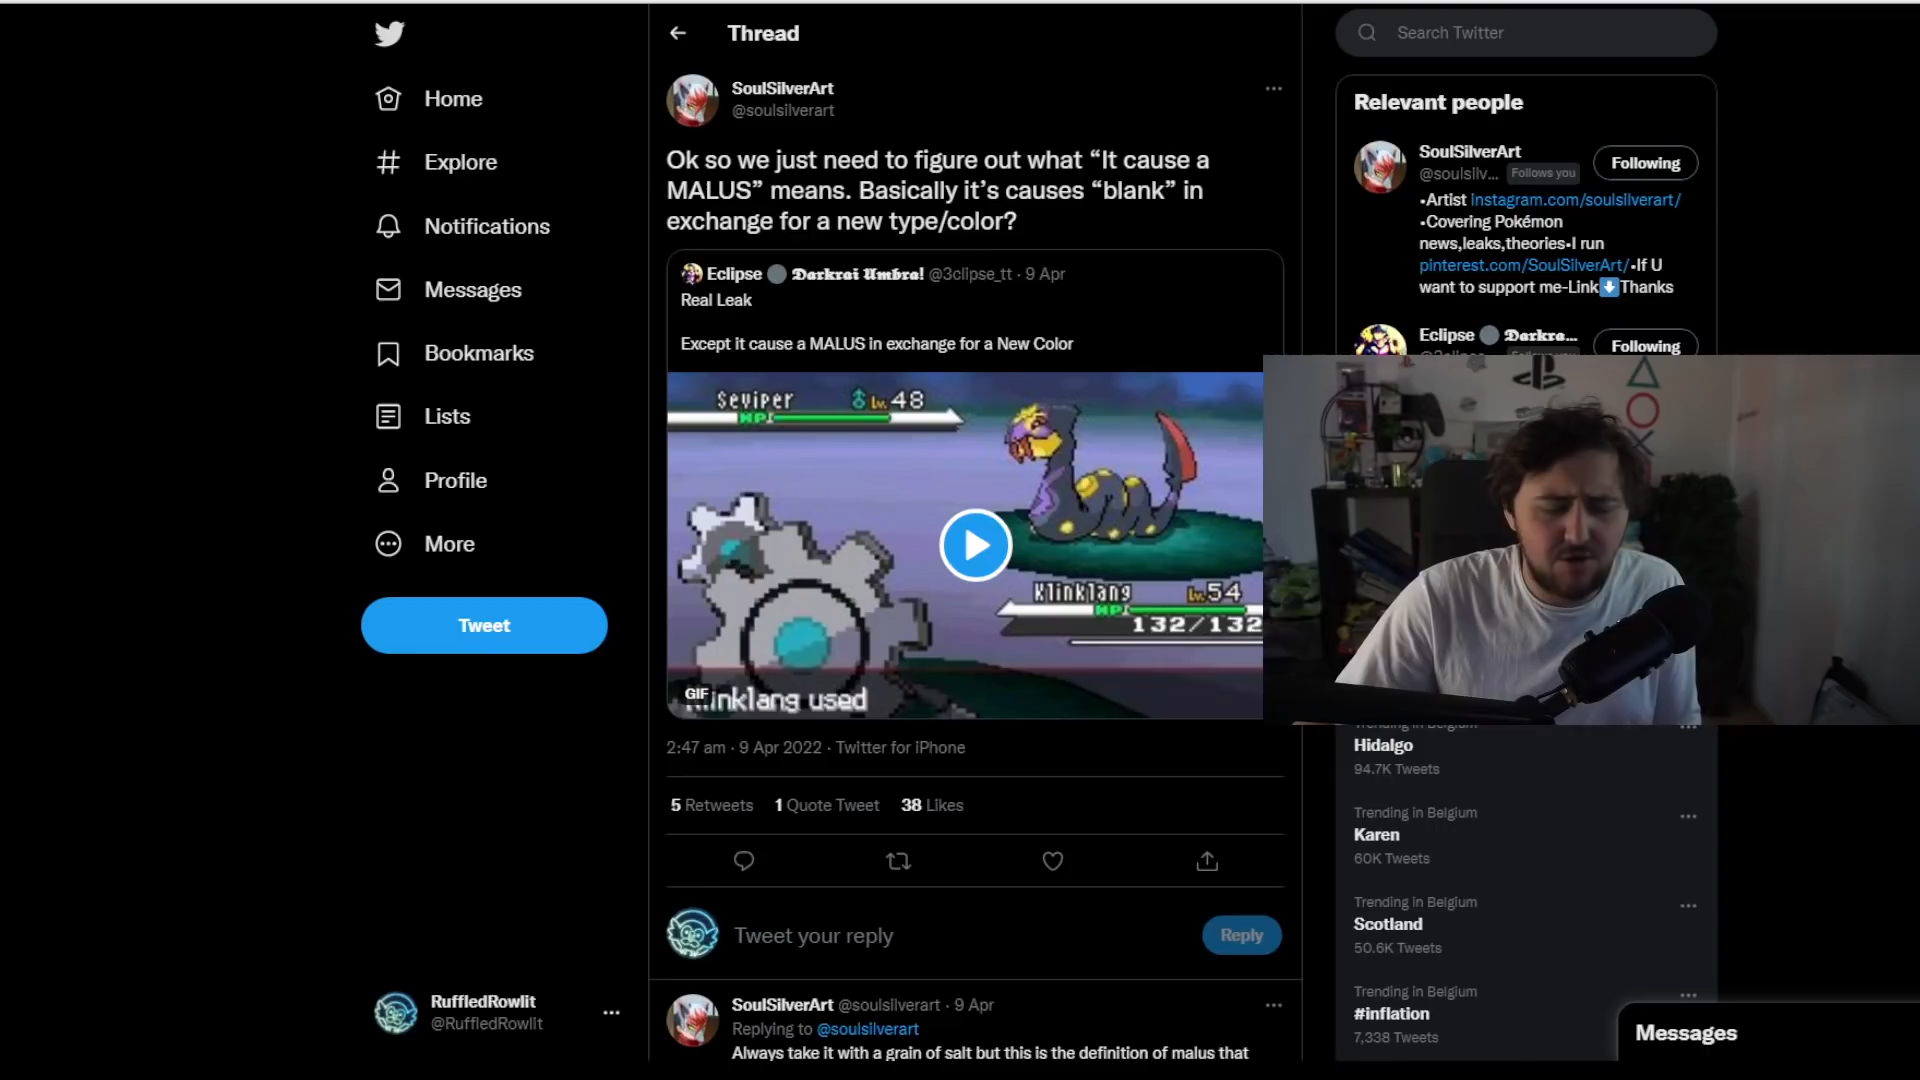 Home
Explore
Notifications
Messages
Bookmarks
Lists
Profile
More
Tweet
RuffledRowlit
@RuffledRowlit
Thread
SoulSilverArt
@soulsilverart
Ok so we just need to figure out what “It cause a
MALUS” means. Basically it’s causes “blank” in
exchange for a new type/color?
Eclipse 𝕯𝖆𝖗𝖐𝖗𝖆𝖎 𝖀𝖒𝖇𝖗𝖆! @3clipse_tt · 9 Apr
Real Leak
Except it cause a MALUS in exchange for a New Color
Seviper ♂ Lv.48
HP
Klinklang Lv.54
HP
132/132
GIF
inklang used
2:47 am · 9 Apr 2022 · Twitter for iPhone
5 Retweets 1 Quote Tweet 38 Likes
Tweet your reply
Reply
SoulSilverArt @soulsilverart · 9 Apr
Replying to @soulsilverart
Always take it with a grain of salt but this is the definition of malus that
Search Twitter
Relevant people
SoulSilverArt
@soulsilv... Follows you
Following
•Artist instagram.com/soulsilverart/
•Covering Pokémon
news,leaks,theories•I run
pinterest.com/SoulSilverArt/•If U
want to support me-Link⬇Thanks
Eclipse 𝕯𝖆𝖗𝖐𝖗𝖆...
Following
Trending in Belgium
Hidalgo
94.7K Tweets
Trending in Belgium
Karen
60K Tweets
Trending in Belgium
Scotland
50.6K Tweets
Trending in Belgium
#inflation
7,338 Tweets
Messages